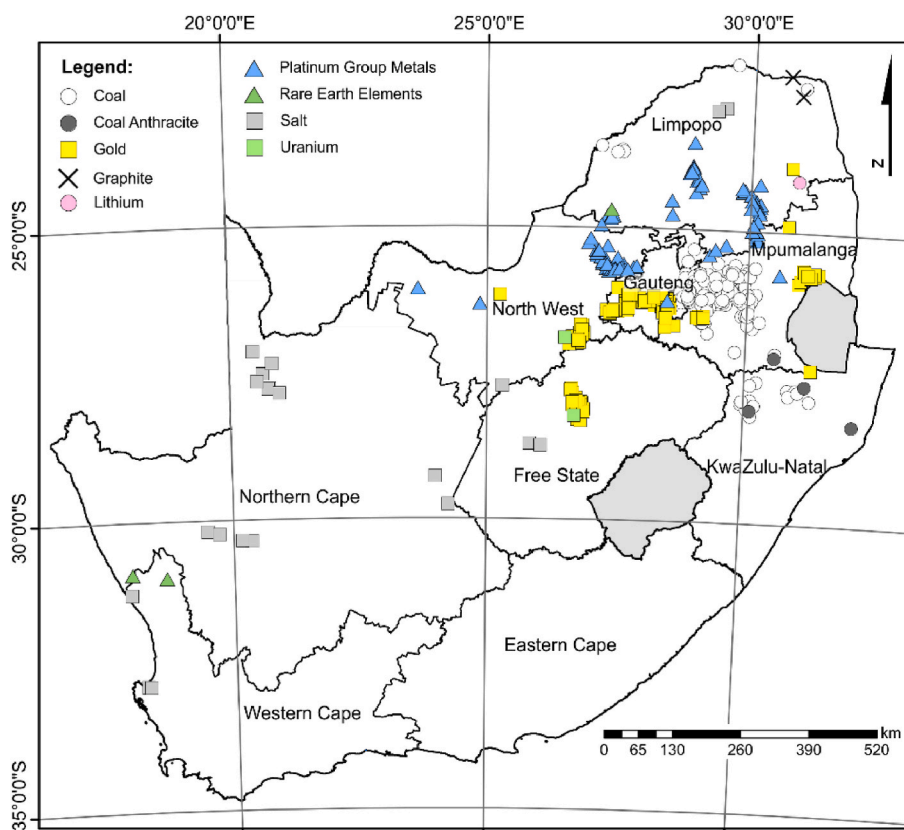 20°0'0"E 25°0'0"E 30°0'0"E
Legend:
Coal
Coal Anthracite
Gold
Graphite
Lithium
Platinum Group Metals
Rare Earth Elements
Salt
Uranium
N
Limpopo
25°0'0"S
Mpumalanga
Gauteng
North West
Free State
KwaZulu-Natal
Northern Cape
30°0'0"S
Eastern Cape
Western Cape
km
0 65 130 260 390 520
35°0'0"S